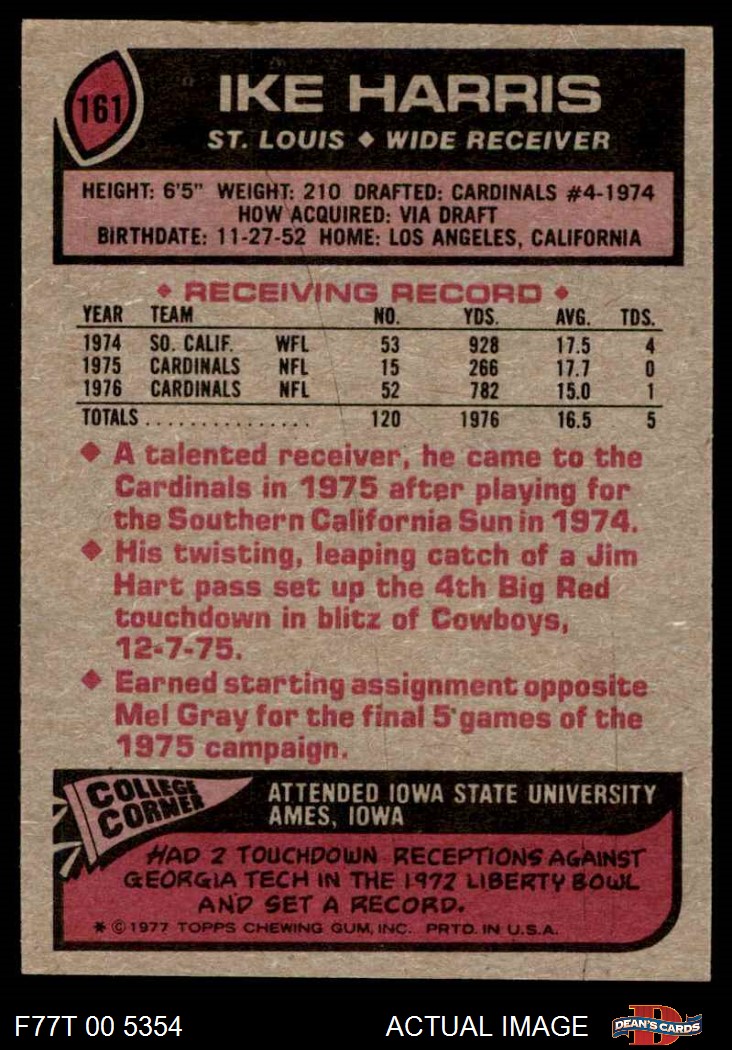 161
IKE HARRIS
ST. LOUIS ◆ WIDE RECEIVER
HEIGHT: 6'5" WEIGHT: 210 DRAFTED: CARDINALS #4-1974
HOW ACQUIRED: VIA DRAFT
BIRTHDATE: 11-27-52 HOME: LOS ANGELES, CALIFORNIA
◆ RECEIVING RECORD ◆
YEAR TEAM NO. YDS. AVG. TDS.
1974 SO. CALIF. WFL 53 928 17.5 4
1975 CARDINALS NFL 15 266 17.7 0
1976 CARDINALS NFL 52 782 15.0 1
TOTALS................ 120 1976 16.5 5
◆ A talented receiver, he came to the
Cardinals in 1975 after playing for
the Southern California Sun in 1974.
◆ His twisting, leaping catch of a Jim
Hart pass set up the 4th Big Red
touchdown in blitz of Cowboys,
12-7-75.
◆ Earned starting assignment opposite
Mel Gray for the final 5 games of the
1975 campaign.
COLLEGE
CORNER
ATTENDED IOWA STATE UNIVERSITY
AMES, IOWA
HAD 2 TOUCHDOWN RECEPTIONS AGAINST
GEORGIA TECH IN THE 1972 LIBERTY BOWL
AND SET A RECORD.
* © 1977 TOPPS CHEWING GUM, INC. PRTD. IN U.S.A.
F77T 00 5354 ACTUAL IMAGE
D
DEAN'S CARDS